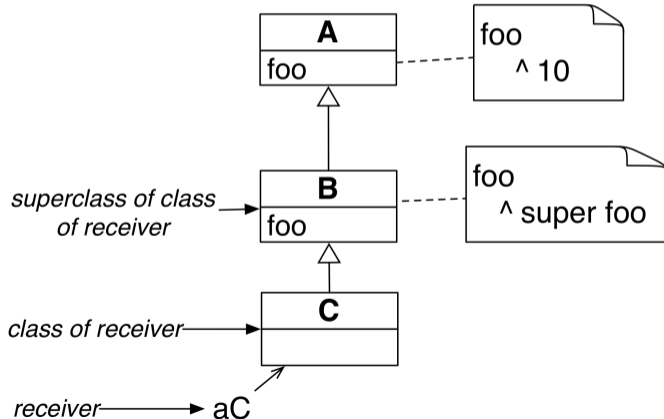 A
foo
foo
^ 10
superclass of class
of receiver
B
foo
foo
^ super foo
class of receiver
C
receiver
aC